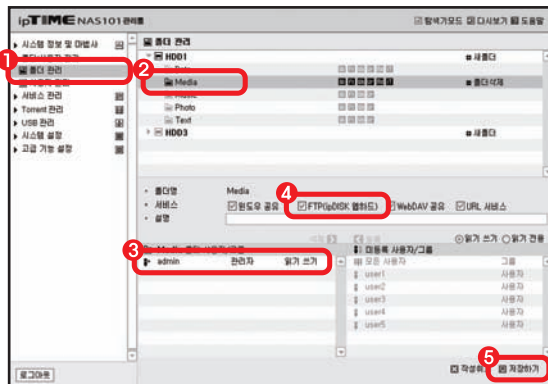 ipTIME NAS101 관리툴
탐색기모드 다시보기 도움말
시스템 정보 및 마법사
폴더 관리
서비스 관리
Torrent 관리
USB 관리
시스템 설정
고급 기능 설정
로그아웃
폴더 관리
HDD1 새폴더
Media 폴더삭제
Photo
Text
HDD3 새폴더
폴더명 Media
서비스 윈도우 공유 FTP(ipDISK 웹하드) WebDAV 공유 URL 서비스
설명
읽기 쓰기 읽기 전용
admin 관리자 읽기 쓰기
미등록 사용자/그룹
모든 사용자 그룹
user1 사용자
user2 사용자
user3 사용자
user4 사용자
user5 사용자
저장하기
1
2
3
4
5